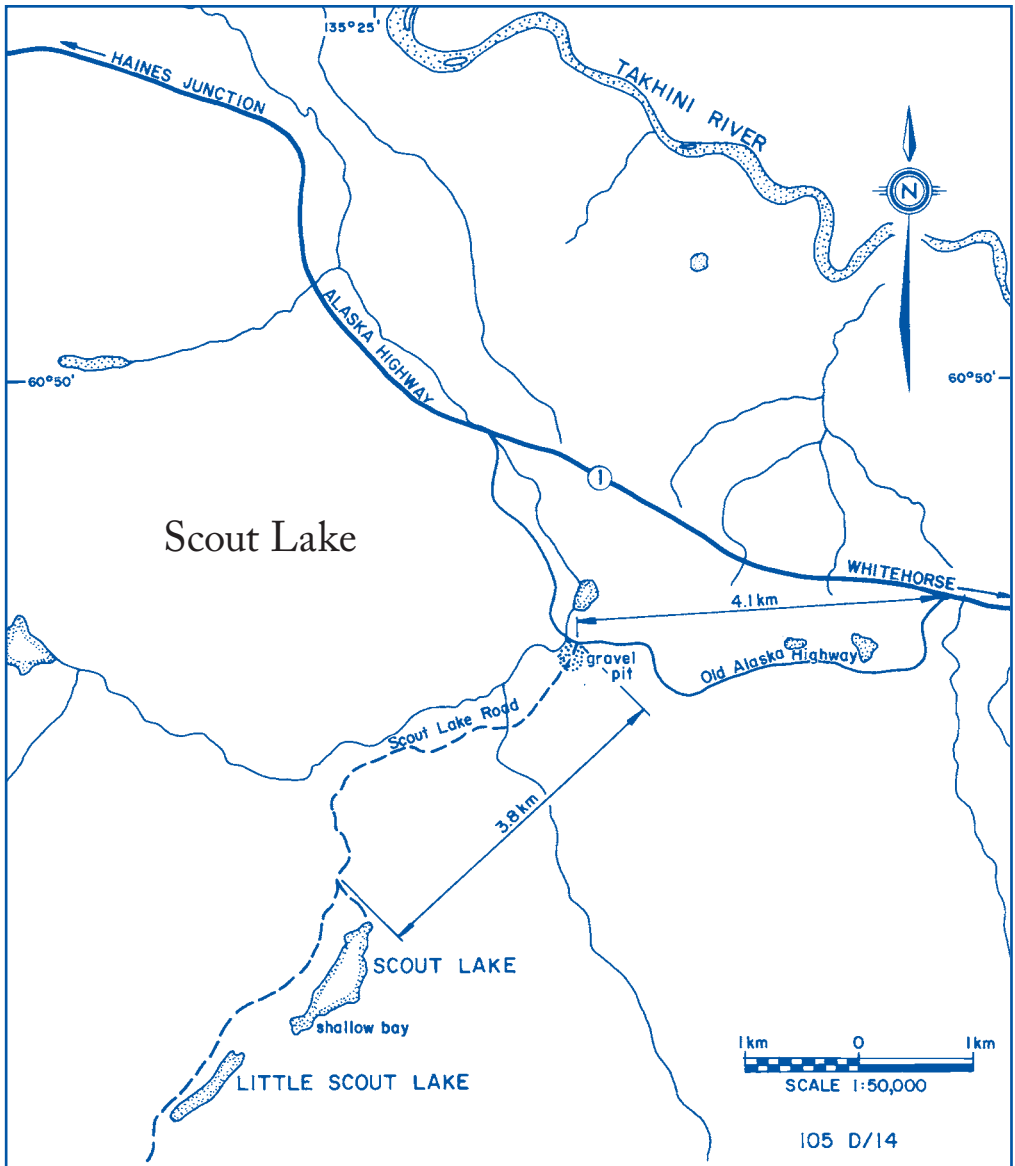 135°25'
HAINES JUNCTION
TAKHINI RIVER
N
ALASKA HIGHWAY
60°50'
60°50'
1
Scout Lake
WHITEHORSE
4.1km
gravel
pit
Old Alaska Highway
Scout Lake Road
3.8km
SCOUT LAKE
shallow bay
LITTLE SCOUT LAKE
1km 0 1km
SCALE 1:50,000
105 D/14